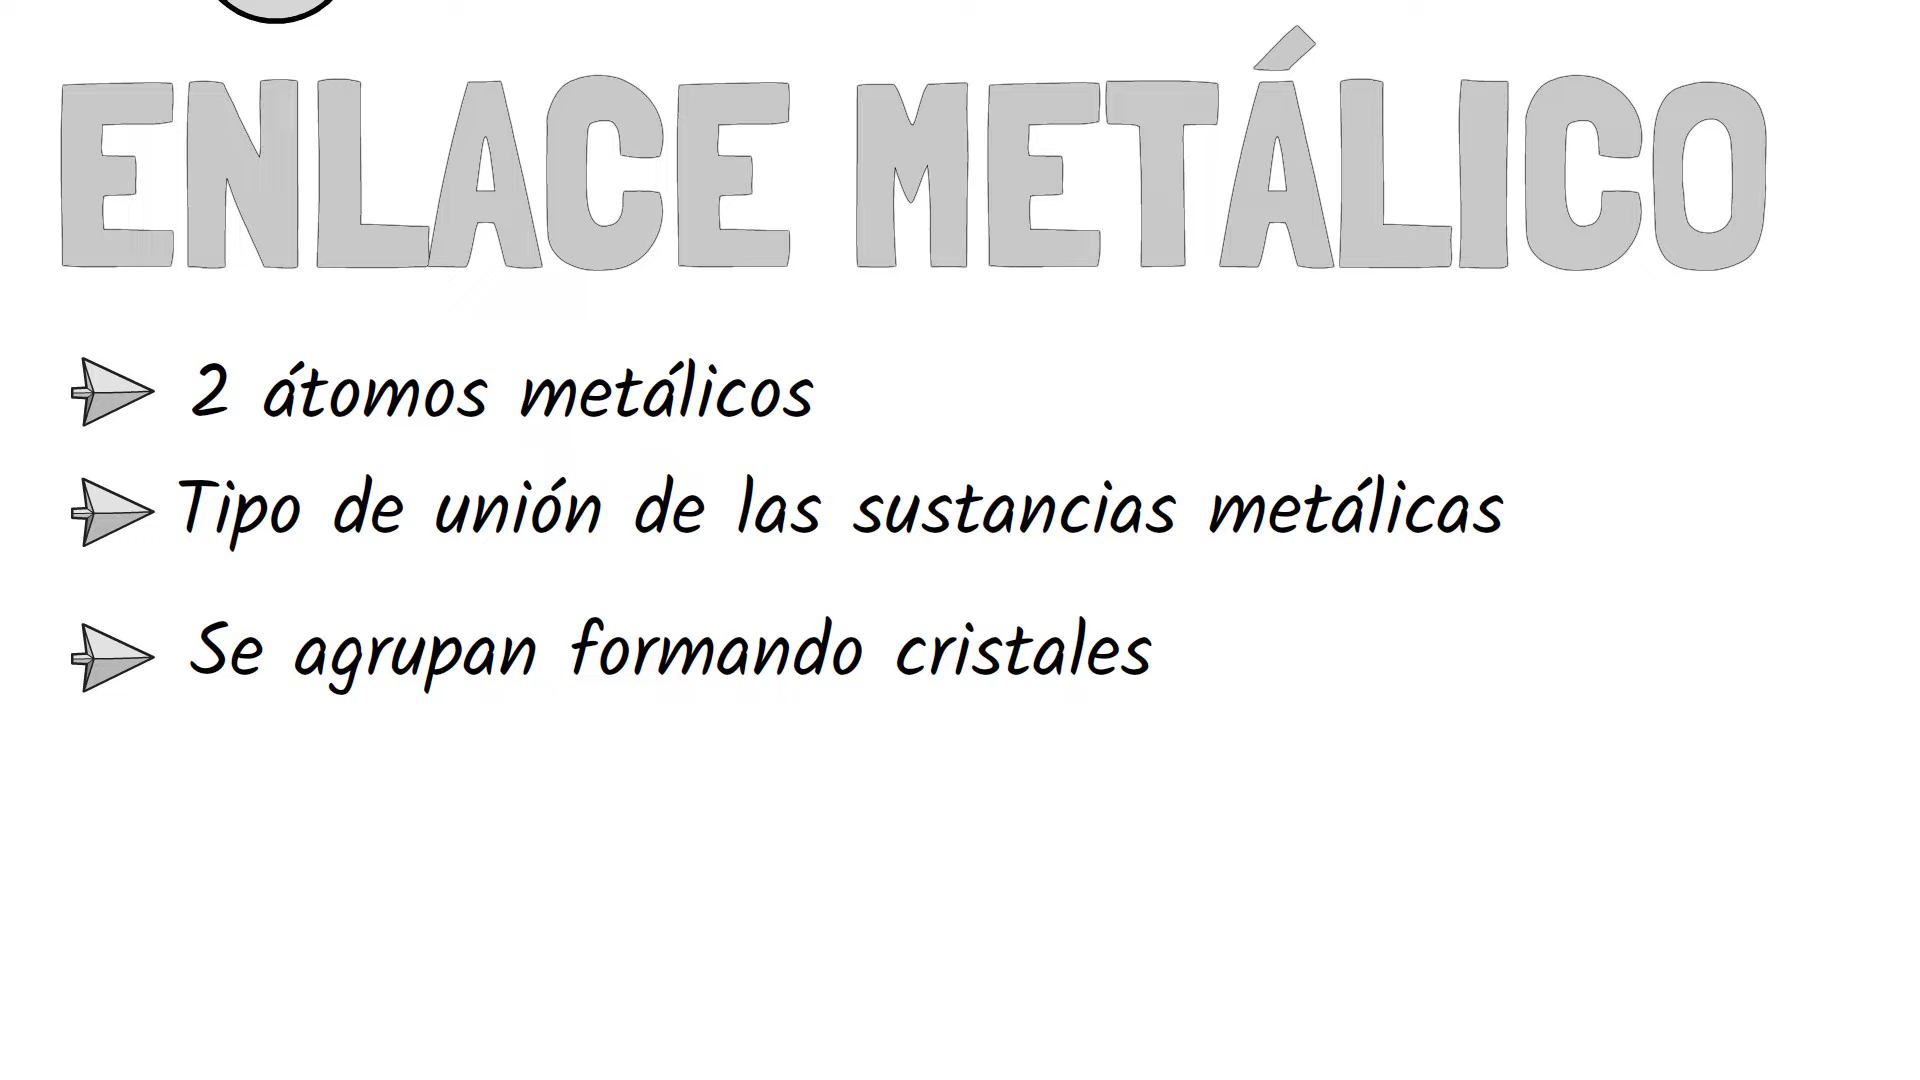 ENLACE METÁLICO
2 átomos metálicos
Tipo de unión de las sustancias metálicas
Se agrupan formando cristales